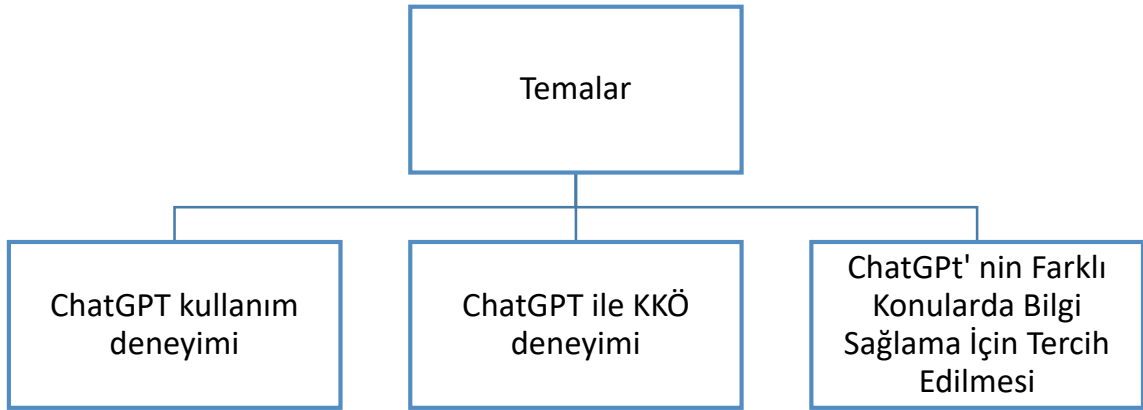 Temalar
ChatGPT kullanım
deneyimi
ChatGPT ile KKÖ
deneyimi
ChatGPt' nin Farklı
Konularda Bilgi
Sağlama İçin Tercih
Edilmesi